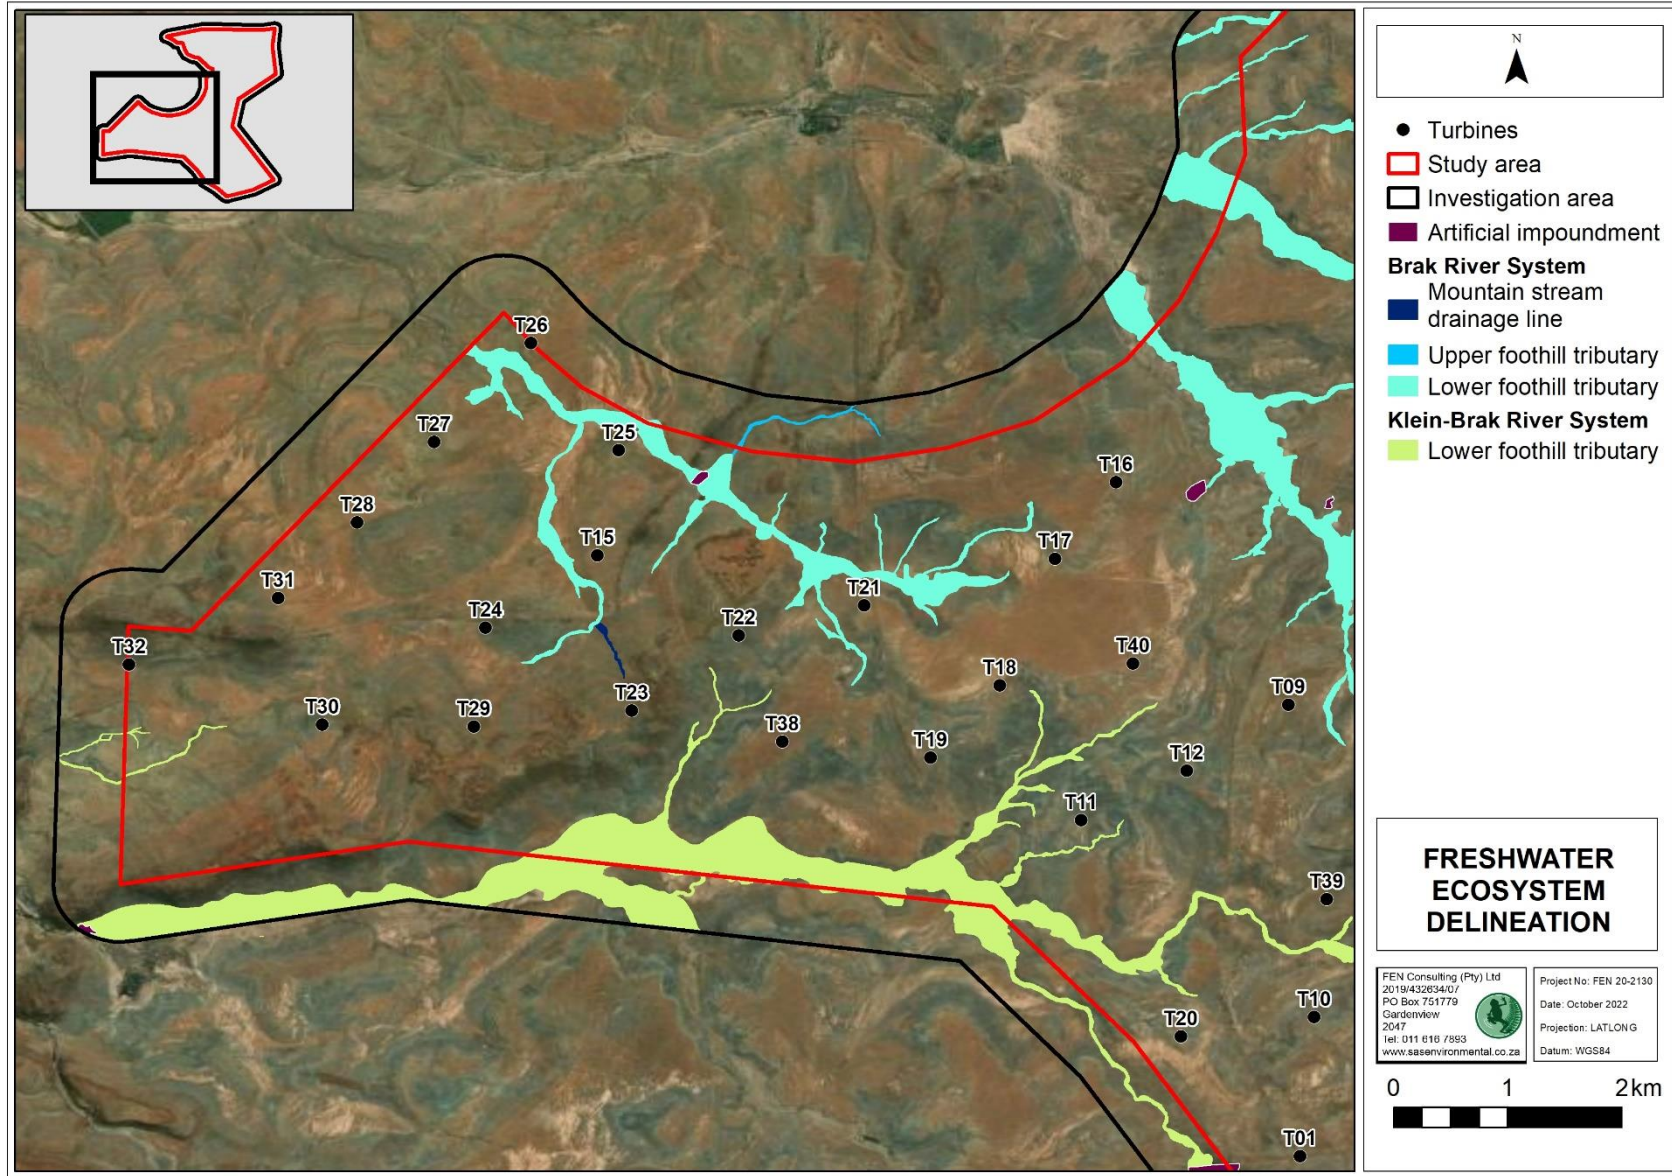 T26
T27
T25
T16
T28
T15
T17
T31
T21
T24
T22
T32
T40
T18
T23
T09
T30
T29
T38
T19
T12
T11
T39
T10
T20
T01
N
Turbines
Study area
Investigation area
Artificial impoundment
Brak River System
Mountain stream
drainage line
Upper foothill tributary
Lower foothill tributary
Klein-Brak River System
Lower foothill tributary
FRESHWATER
ECOSYSTEM
DELINEATION
FEN Consulting (Pty) Ltd
2019/432634/07
PO Box 751779
Gardenview
2047
Tel: 011 616 7893
www.sasenvironmental.co.za
Project No: FEN 20-2130
Date: October 2022
Projection: LATLONG
Datum: WGS84
0 1 2 km